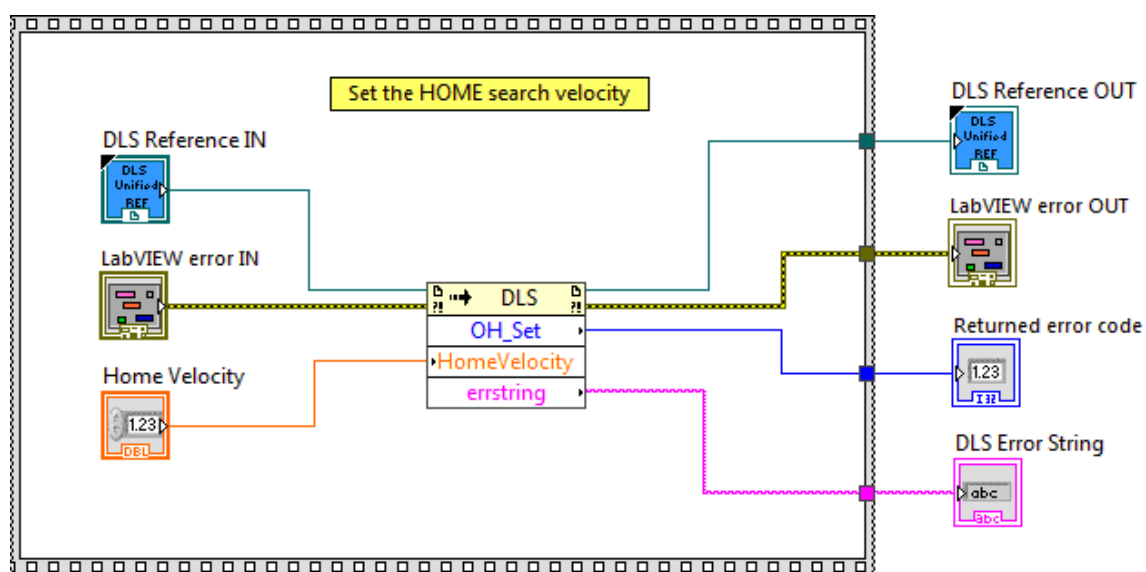 Set the HOME search velocity
DLS Reference IN
DLS
Unified
REF
LabVIEW error IN
?!
Home Velocity
1.23
DBL
DLS
?!
?!
OH_Set
HomeVelocity
errstring
DLS Reference OUT
DLS
Unified
REF
LabVIEW error OUT
Returned error code
1.23
I32
DLS Error String
abc
abc